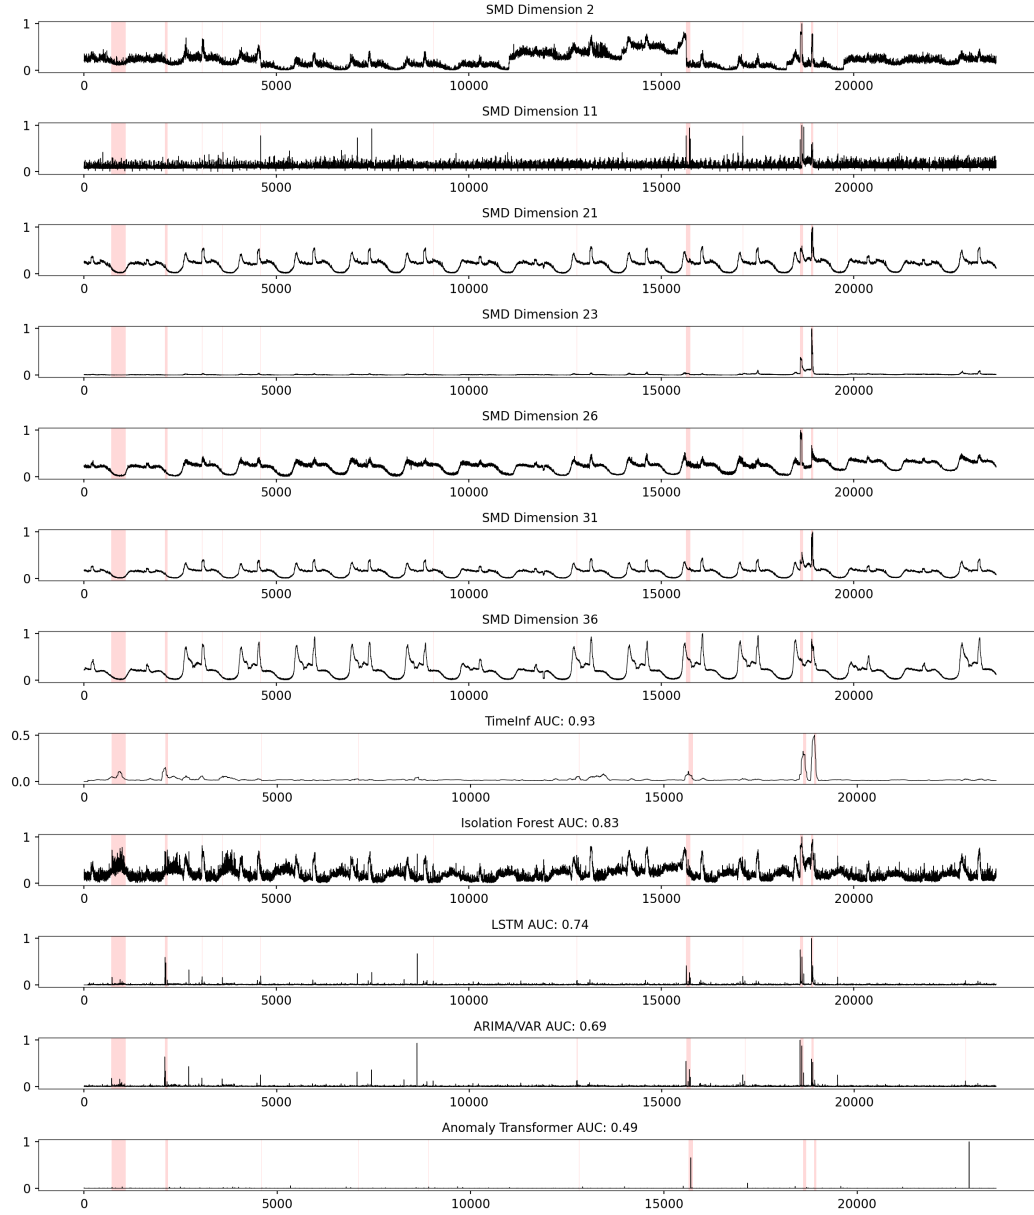 SMD Dimension 2
1
0
0 5000 10000 15000 20000
SMD Dimension 11
1
0
0 5000 10000 15000 20000
SMD Dimension 21
1
0
0 5000 10000 15000 20000
SMD Dimension 23
1
0
0 5000 10000 15000 20000
SMD Dimension 26
1
0
0 5000 10000 15000 20000
SMD Dimension 31
1
0
0 5000 10000 15000 20000
SMD Dimension 36
1
0
0 5000 10000 15000 20000
TimeInf AUC: 0.93
0.5
0.0
0 5000 10000 15000 20000
Isolation Forest AUC: 0.83
1
0
0 5000 10000 15000 20000
LSTM AUC: 0.74
1
0
0 5000 10000 15000 20000
ARIMA/VAR AUC: 0.69
1
0
0 5000 10000 15000 20000
Anomaly Transformer AUC: 0.49
1
0
0 5000 10000 15000 20000